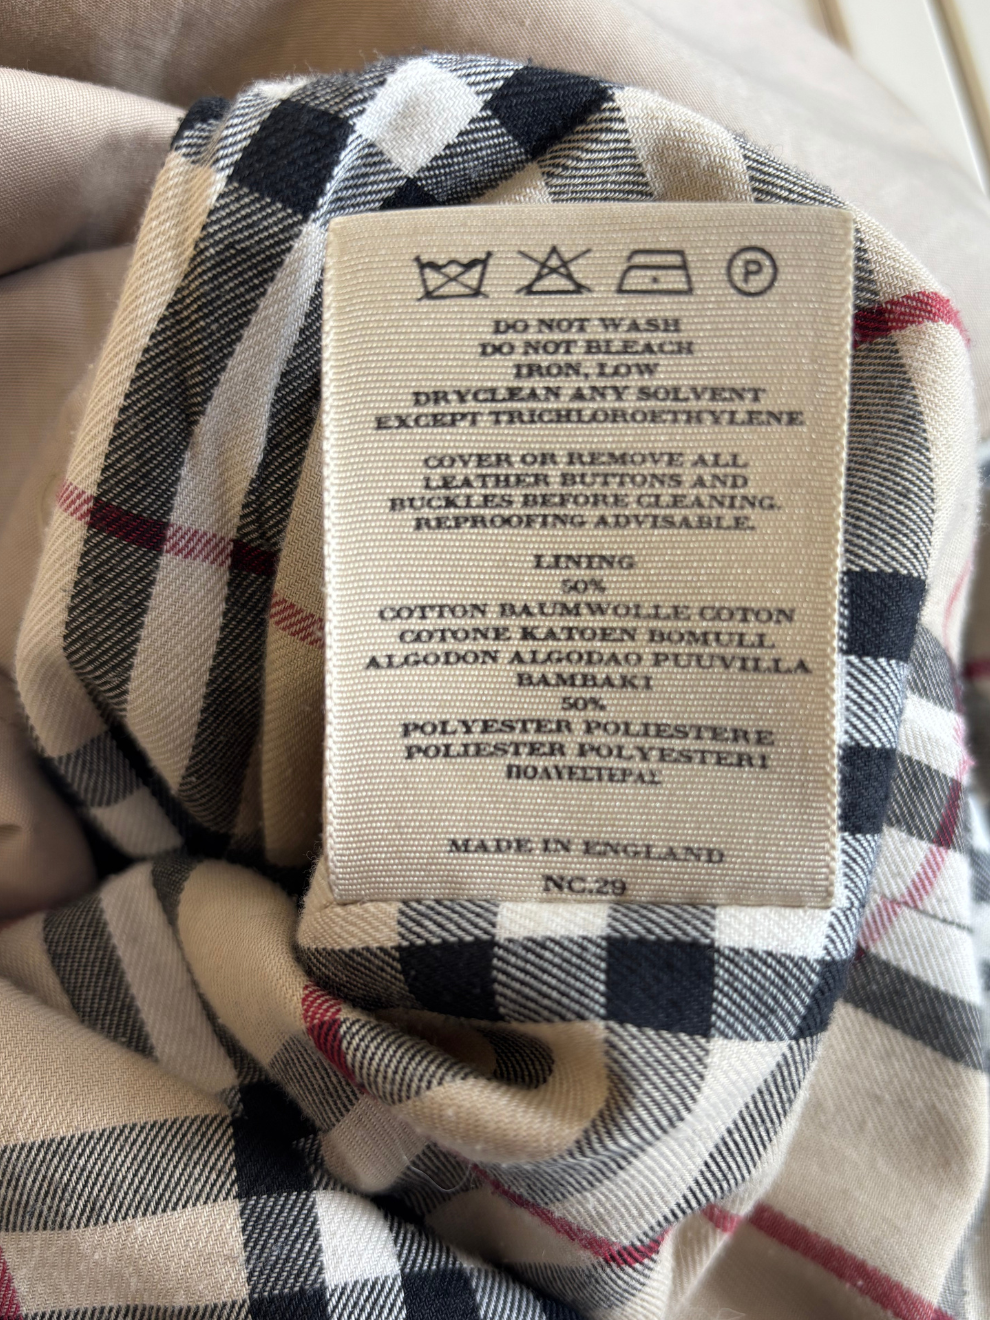 P
DO NOT WASH
DO NOT BLEACH
IRON, LOW
DRYCLEAN ANY SOLVENT
EXCEPT TRICHLOROETHYLENE
COVER OR REMOVE ALL
LEATHER BUTTONS AND
BUCKLES BEFORE CLEANING.
REPROOFING ADVISABLE.
LINING
50%
COTTON BAUMWOLLE COTON
COTONE KATOEN BOMULL
ALGODON ALGODAO PUUVILLA
BAMBAKI
50%
POLYESTER POLIESTERE
POLIESTER POLYESTERI
ΠΟΛΥΕΣΤΕΡΑΣ
MADE IN ENGLAND
NC.29